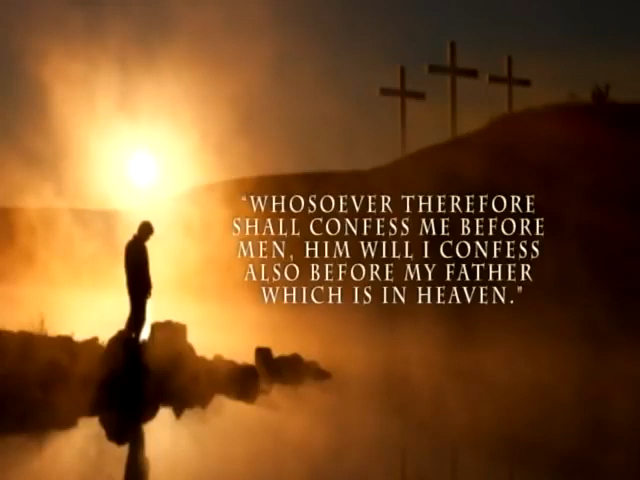 "WHOSOEVER THEREFORE
SHALL CONFESS ME BEFORE
MEN, HIM WILL I CONFESS
ALSO BEFORE MY FATHER
WHICH IS IN HEAVEN."